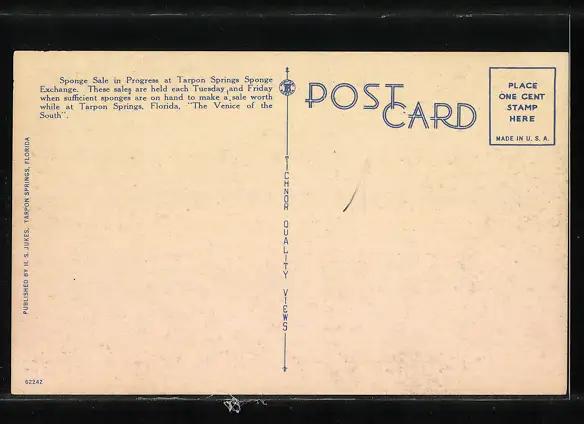 Sponge Sale in Progress at Tarpon Springs Sponge
Exchange. These sales are held each Tuesday and Friday
when sufficient sponges are on hand to make a sale worth
while at Tarpon Springs, Florida, "The Venice of the
South".
POST
CARD
PLACE
ONE CENT
STAMP
HERE
MADE IN U. S. A.
PUBLISHED BY H. S. JUKES, TARPON SPRINGS, FLORIDA
TICHNOR QUALITY VIEWS
62242